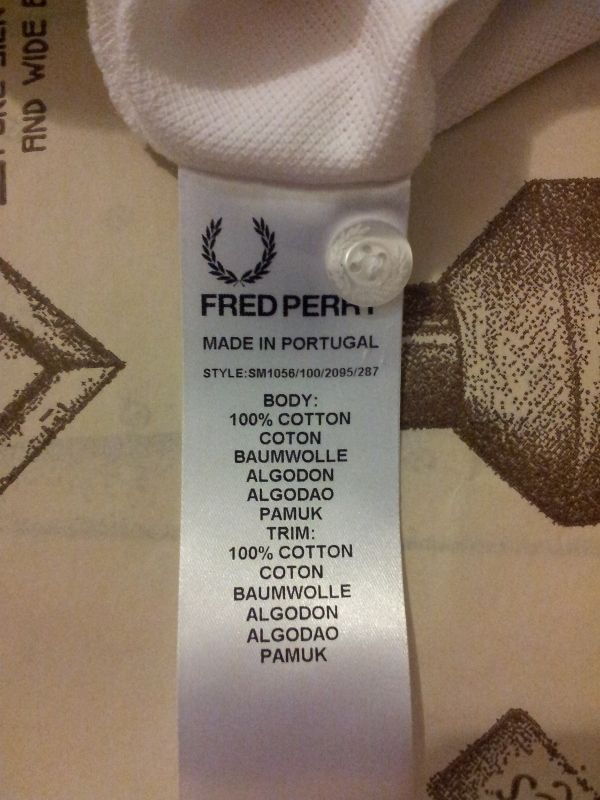 AND WIDE
FRED PERRY
MADE IN PORTUGAL
STYLE:SM1056/100/2095/287
BODY:
100% COTTON
COTON
BAUMWOLLE
ALGODON
ALGODAO
PAMUK
TRIM:
100% COTTON
COTON
BAUMWOLLE
ALGODON
ALGODAO
PAMUK